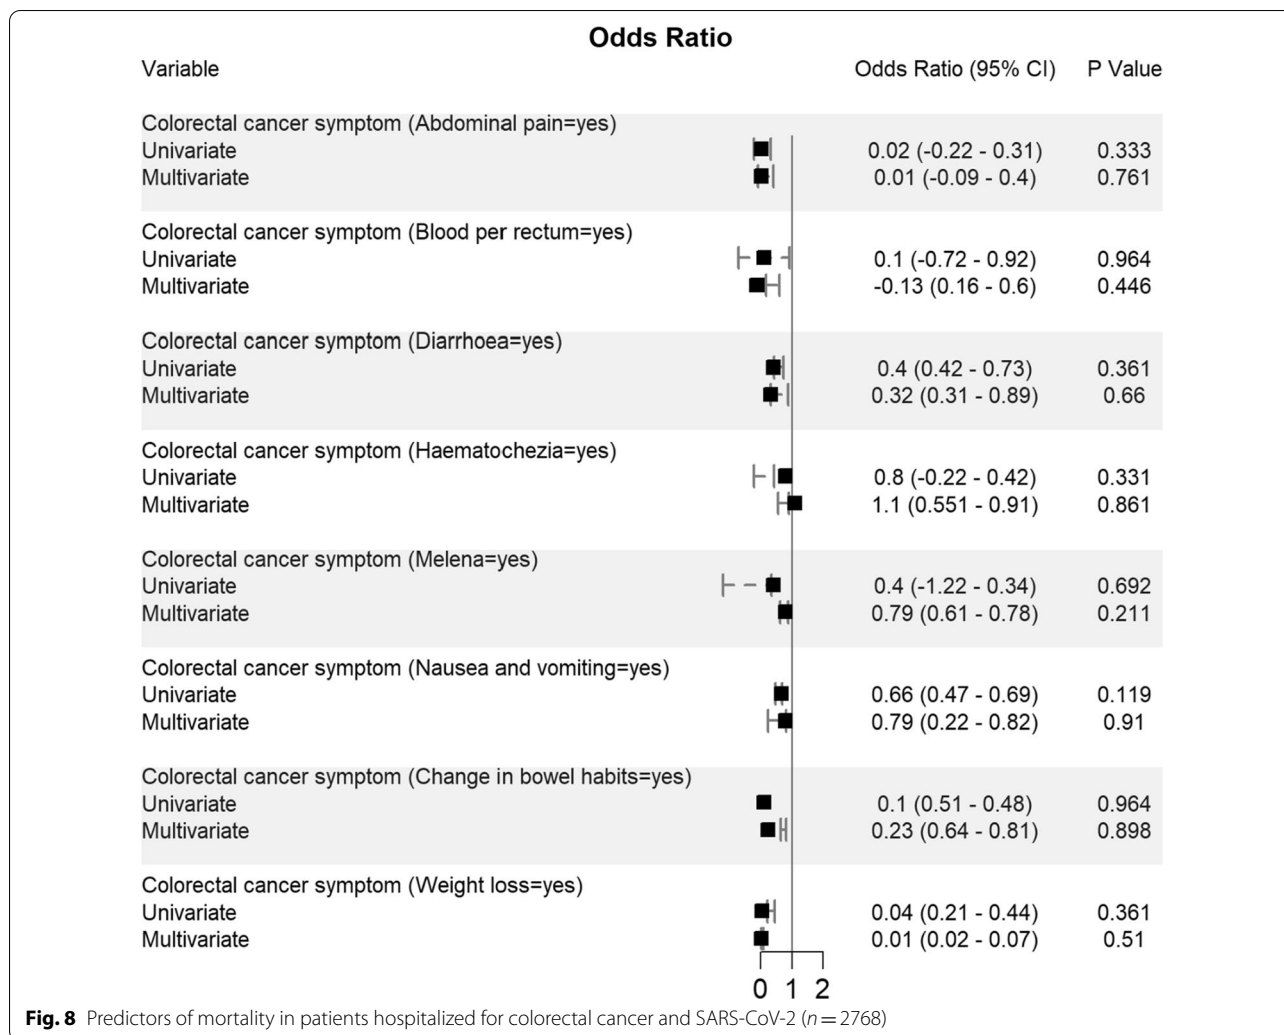 Odds Ratio
Variable Odds Ratio (95% CI) P Value
Colorectal cancer symptom (Abdominal pain=yes)
Univariate 0.02 (-0.22 - 0.31) 0.333
Multivariate 0.01 (-0.09 - 0.4) 0.761
Colorectal cancer symptom (Blood per rectum=yes)
Univariate 0.1 (-0.72 - 0.92) 0.964
Multivariate -0.13 (0.16 - 0.6) 0.446
Colorectal cancer symptom (Diarrhoea=yes)
Univariate 0.4 (0.42 - 0.73) 0.361
Multivariate 0.32 (0.31 - 0.89) 0.66
Colorectal cancer symptom (Haematochezia=yes)
Univariate 0.8 (-0.22 - 0.42) 0.331
Multivariate 1.1 (0.551 - 0.91) 0.861
Colorectal cancer symptom (Melena=yes)
Univariate 0.4 (-1.22 - 0.34) 0.692
Multivariate 0.79 (0.61 - 0.78) 0.211
Colorectal cancer symptom (Nausea and vomiting=yes)
Univariate 0.66 (0.47 - 0.69) 0.119
Multivariate 0.79 (0.22 - 0.82) 0.91
Colorectal cancer symptom (Change in bowel habits=yes)
Univariate 0.1 (0.51 - 0.48) 0.964
Multivariate 0.23 (0.64 - 0.81) 0.898
Colorectal cancer symptom (Weight loss=yes)
Univariate 0.04 (0.21 - 0.44) 0.361
Multivariate 0.01 (0.02 - 0.07) 0.51
0 1 2
Fig. 8 Predictors of mortality in patients hospitalized for colorectal cancer and SARS-CoV-2 (n = 2768)